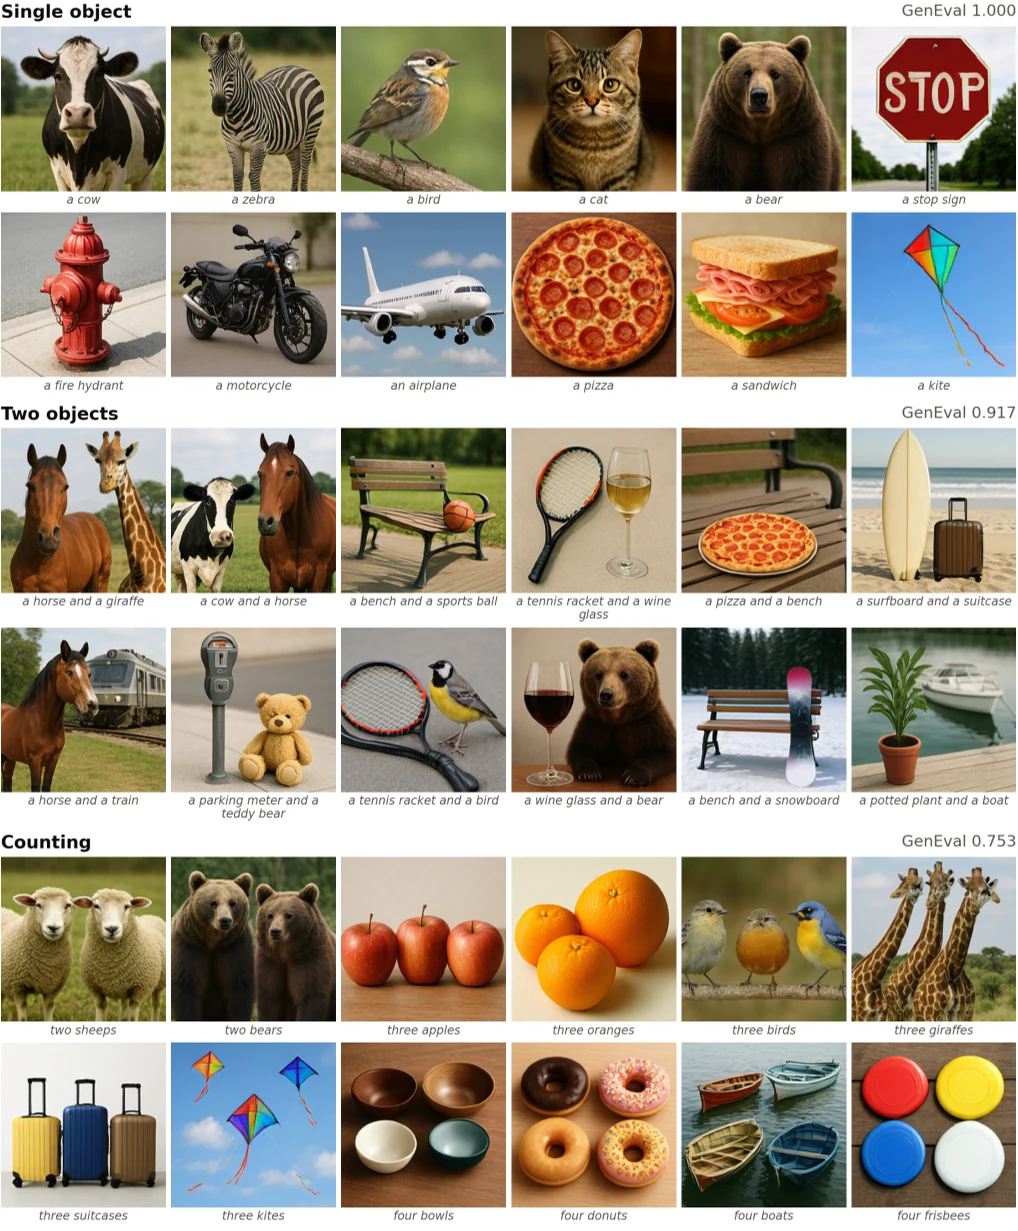 Single object GenEval 1.000
STOP
a cow a zebra a bird a cat a bear a stop sign
a fire hydrant a motorcycle an airplane a pizza a sandwich a kite
Two objects GenEval 0.917
a horse and a giraffe a cow and a horse a bench and a sports ball a tennis racket and a wine a pizza and a bench a surfboard and a suitcase
glass
a horse and a train a parking meter and a a tennis racket and a bird a wine glass and a bear a bench and a snowboard a potted plant and a boat
teddy bear
Counting GenEval 0.753
two sheeps two bears three apples three oranges three birds three giraffes
three suitcases three kites four bowls four donuts four boats four frisbees